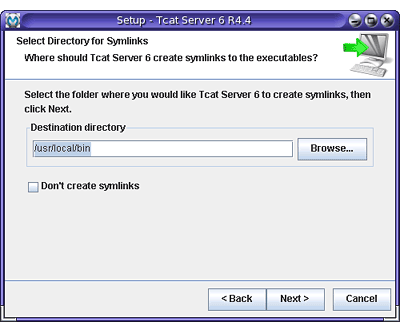 Setup - Tcat Server 6 R4.4
Select Directory for Symlinks
Where should Tcat Server 6 create symlinks to the executables?
Select the folder where you would like Tcat Server 6 to create symlinks, then
click Next.
Destination directory
/usr/local/bin
Browse...
Don't create symlinks
< Back
Next >
Cancel